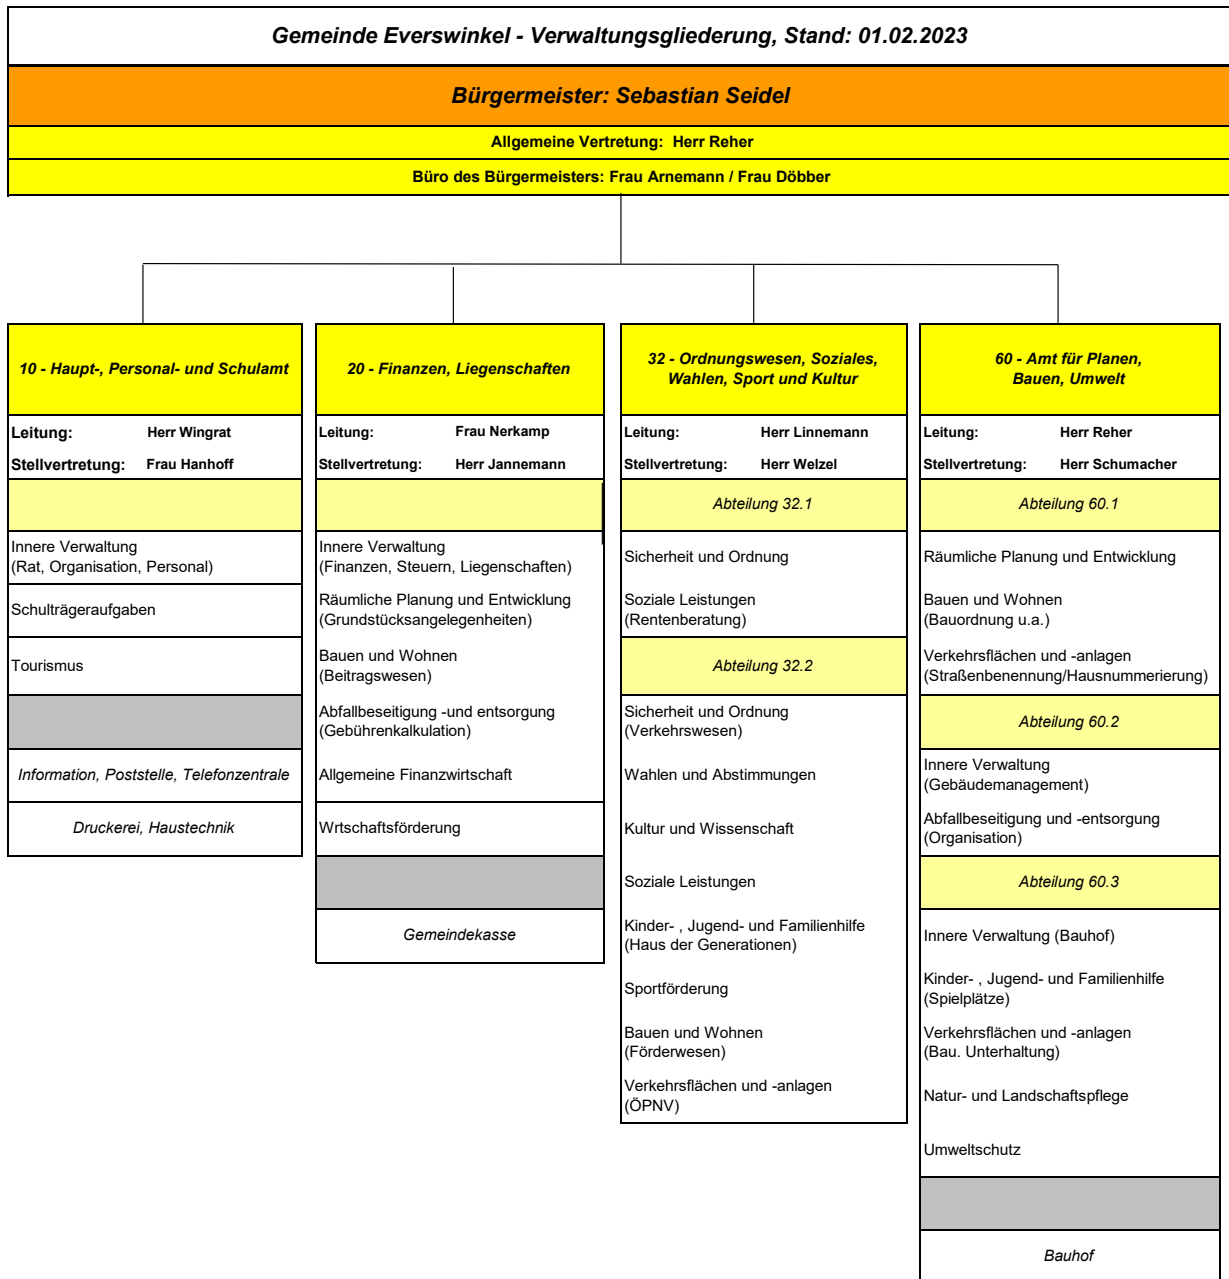 Gemeinde Everswinkel - Verwaltungsgliederung, Stand: 01.02.2023
Bürgermeister: Sebastian Seidel
Allgemeine Vertretung: Herr Reher
Büro des Bürgermeisters: Frau Arnemann / Frau Döbber
10 - Haupt-, Personal- und Schulamt
Leitung: Herr Wingrat
Stellvertretung: Frau Hanhoff
Innere Verwaltung
(Rat, Organisation, Personal)
Schulträgeraufgaben
Tourismus
Information, Poststelle, Telefonzentrale
Druckerei, Haustechnik
20 - Finanzen, Liegenschaften
Leitung: Frau Nerkamp
Stellvertretung: Herr Jannemann
Innere Verwaltung
(Finanzen, Steuern, Liegenschaften)
Räumliche Planung und Entwicklung
(Grundstücksangelegenheiten)
Bauen und Wohnen
(Beitragswesen)
Abfallbeseitigung -und entsorgung
(Gebührenkalkulation)
Allgemeine Finanzwirtschaft
Wrtschaftsförderung
Gemeindekasse
32 - Ordnungswesen, Soziales,
Wahlen, Sport und Kultur
Leitung: Herr Linnemann
Stellvertretung: Herr Welzel
Abteilung 32.1
Sicherheit und Ordnung
Soziale Leistungen
(Rentenberatung)
Abteilung 32.2
Sicherheit und Ordnung
(Verkehrswesen)
Wahlen und Abstimmungen
Kultur und Wissenschaft
Soziale Leistungen
Kinder- , Jugend- und Familienhilfe
(Haus der Generationen)
Sportförderung
Bauen und Wohnen
(Förderwesen)
Verkehrsflächen und -anlagen
(ÖPNV)
60 - Amt für Planen,
Bauen, Umwelt
Leitung: Herr Reher
Stellvertretung: Herr Schumacher
Abteilung 60.1
Räumliche Planung und Entwicklung
Bauen und Wohnen
(Bauordnung u.a.)
Verkehrsflächen und -anlagen
(Straßenbenennung/Hausnummerierung)
Abteilung 60.2
Innere Verwaltung
(Gebäudemanagement)
Abfallbeseitigung und -entsorgung
(Organisation)
Abteilung 60.3
Innere Verwaltung (Bauhof)
Kinder- , Jugend- und Familienhilfe
(Spielplätze)
Verkehrsflächen und -anlagen
(Bau. Unterhaltung)
Natur- und Landschaftspflege
Umweltschutz
Bauhof